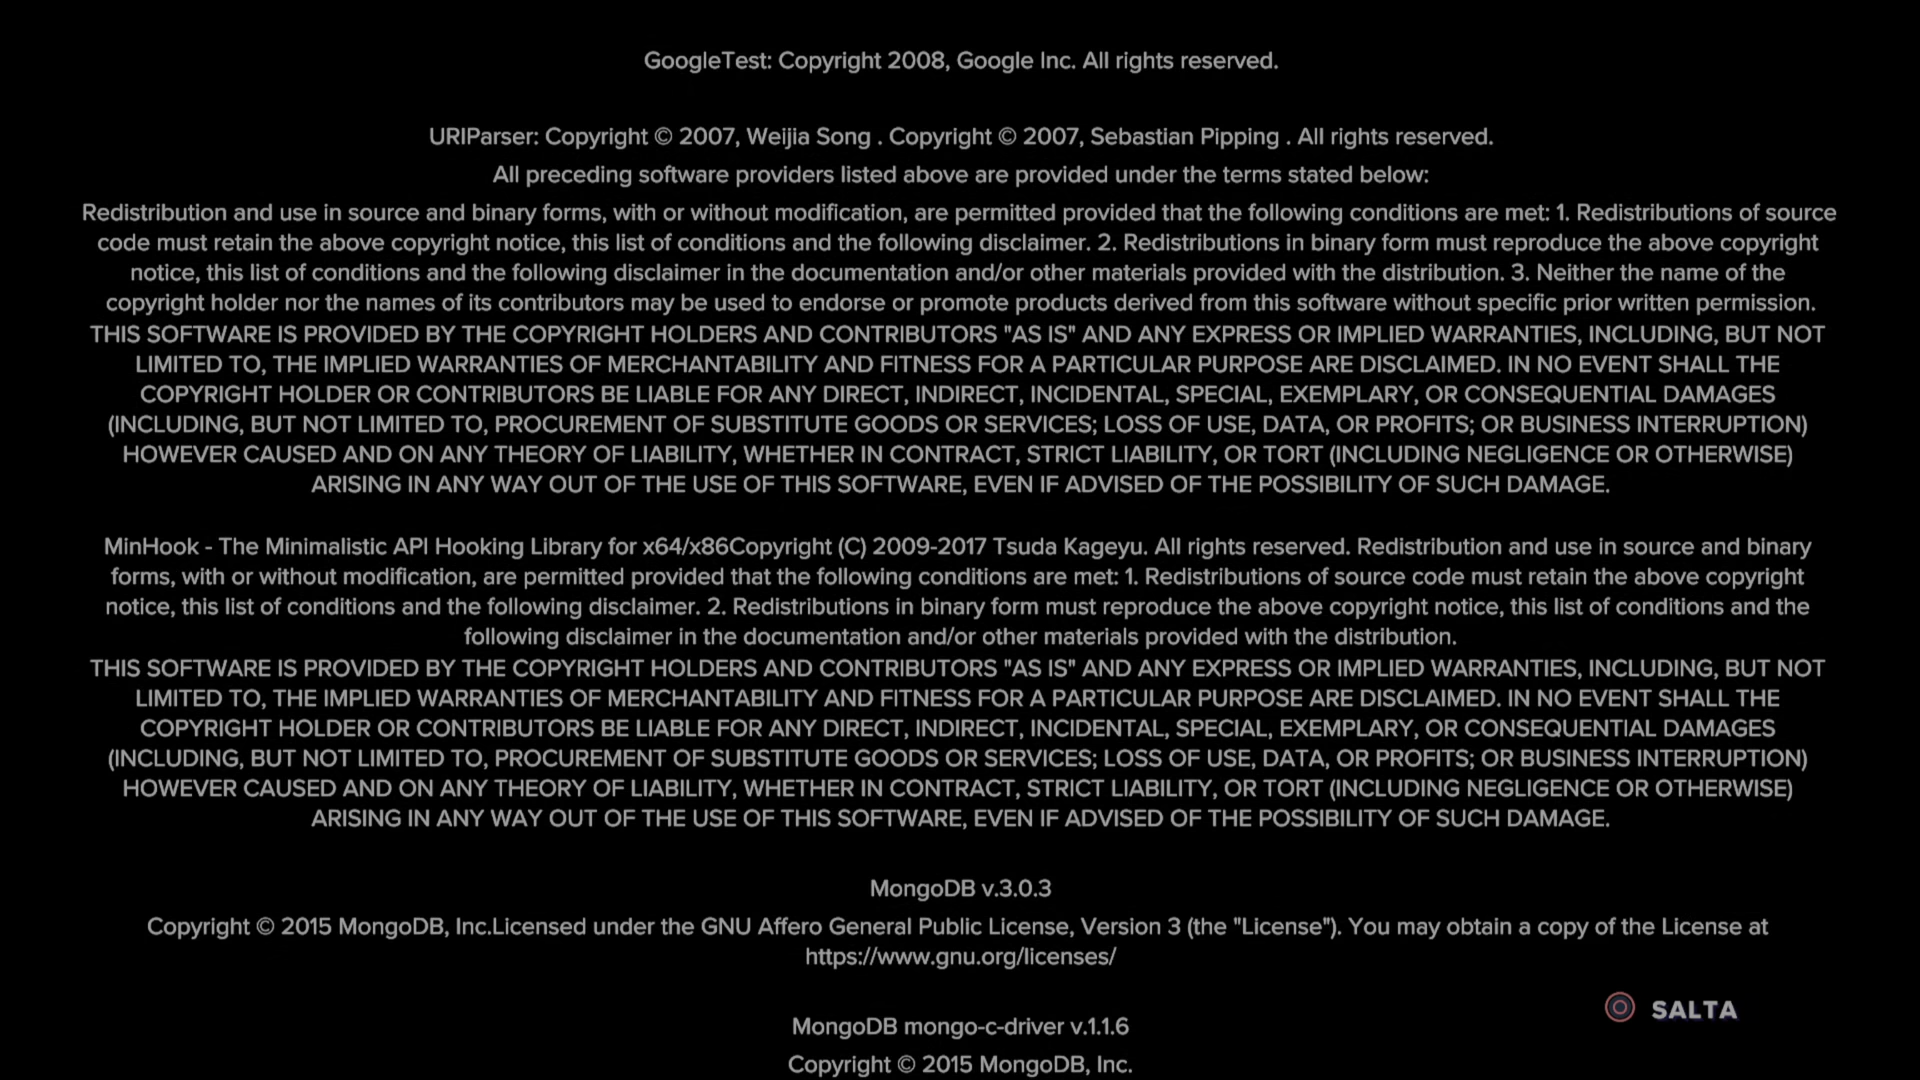 GoogleTest: Copyright 2008, Google Inc. All rights reserved.
URIParser: Copyright © 2007, Weijia Song . Copyright © 2007, Sebastian Pipping . All rights reserved.
All preceding software providers listed above are provided under the terms stated below:
Redistribution and use in source and binary forms, with or without modification, are permitted provided that the following conditions are met: 1. Redistributions of source
code must retain the above copyright notice, this list of conditions and the following disclaimer. 2. Redistributions in binary form must reproduce the above copyright
notice, this list of conditions and the following disclaimer in the documentation and/or other materials provided with the distribution. 3. Neither the name of the
copyright holder nor the names of its contributors may be used to endorse or promote products derived from this software without specific prior written permission.
THIS SOFTWARE IS PROVIDED BY THE COPYRIGHT HOLDERS AND CONTRIBUTORS "AS IS" AND ANY EXPRESS OR IMPLIED WARRANTIES, INCLUDING, BUT NOT
LIMITED TO, THE IMPLIED WARRANTIES OF MERCHANTABILITY AND FITNESS FOR A PARTICULAR PURPOSE ARE DISCLAIMED. IN NO EVENT SHALL THE
COPYRIGHT HOLDER OR CONTRIBUTORS BE LIABLE FOR ANY DIRECT, INDIRECT, INCIDENTAL, SPECIAL, EXEMPLARY, OR CONSEQUENTIAL DAMAGES
(INCLUDING, BUT NOT LIMITED TO, PROCUREMENT OF SUBSTITUTE GOODS OR SERVICES; LOSS OF USE, DATA, OR PROFITS; OR BUSINESS INTERRUPTION)
HOWEVER CAUSED AND ON ANY THEORY OF LIABILITY, WHETHER IN CONTRACT, STRICT LIABILITY, OR TORT (INCLUDING NEGLIGENCE OR OTHERWISE)
ARISING IN ANY WAY OUT OF THE USE OF THIS SOFTWARE, EVEN IF ADVISED OF THE POSSIBILITY OF SUCH DAMAGE.
MinHook - The Minimalistic API Hooking Library for x64/x86Copyright (C) 2009-2017 Tsuda Kageyu. All rights reserved. Redistribution and use in source and binary
forms, with or without modification, are permitted provided that the following conditions are met: 1. Redistributions of source code must retain the above copyright
notice, this list of conditions and the following disclaimer. 2. Redistributions in binary form must reproduce the above copyright notice, this list of conditions and the
following disclaimer in the documentation and/or other materials provided with the distribution.
THIS SOFTWARE IS PROVIDED BY THE COPYRIGHT HOLDERS AND CONTRIBUTORS "AS IS" AND ANY EXPRESS OR IMPLIED WARRANTIES, INCLUDING, BUT NOT
LIMITED TO, THE IMPLIED WARRANTIES OF MERCHANTABILITY AND FITNESS FOR A PARTICULAR PURPOSE ARE DISCLAIMED. IN NO EVENT SHALL THE
COPYRIGHT HOLDER OR CONTRIBUTORS BE LIABLE FOR ANY DIRECT, INDIRECT, INCIDENTAL, SPECIAL, EXEMPLARY, OR CONSEQUENTIAL DAMAGES
(INCLUDING, BUT NOT LIMITED TO, PROCUREMENT OF SUBSTITUTE GOODS OR SERVICES; LOSS OF USE, DATA, OR PROFITS; OR BUSINESS INTERRUPTION)
HOWEVER CAUSED AND ON ANY THEORY OF LIABILITY, WHETHER IN CONTRACT, STRICT LIABILITY, OR TORT (INCLUDING NEGLIGENCE OR OTHERWISE)
ARISING IN ANY WAY OUT OF THE USE OF THIS SOFTWARE, EVEN IF ADVISED OF THE POSSIBILITY OF SUCH DAMAGE.
MongoDB v.3.0.3
Copyright © 2015 MongoDB, Inc.Licensed under the GNU Affero General Public License, Version 3 (the "License"). You may obtain a copy of the License at
https://www.gnu.org/licenses/
SALTA
MongoDB mongo-c-driver v.1.1.6
Copyright © 2015 MongoDB, Inc.